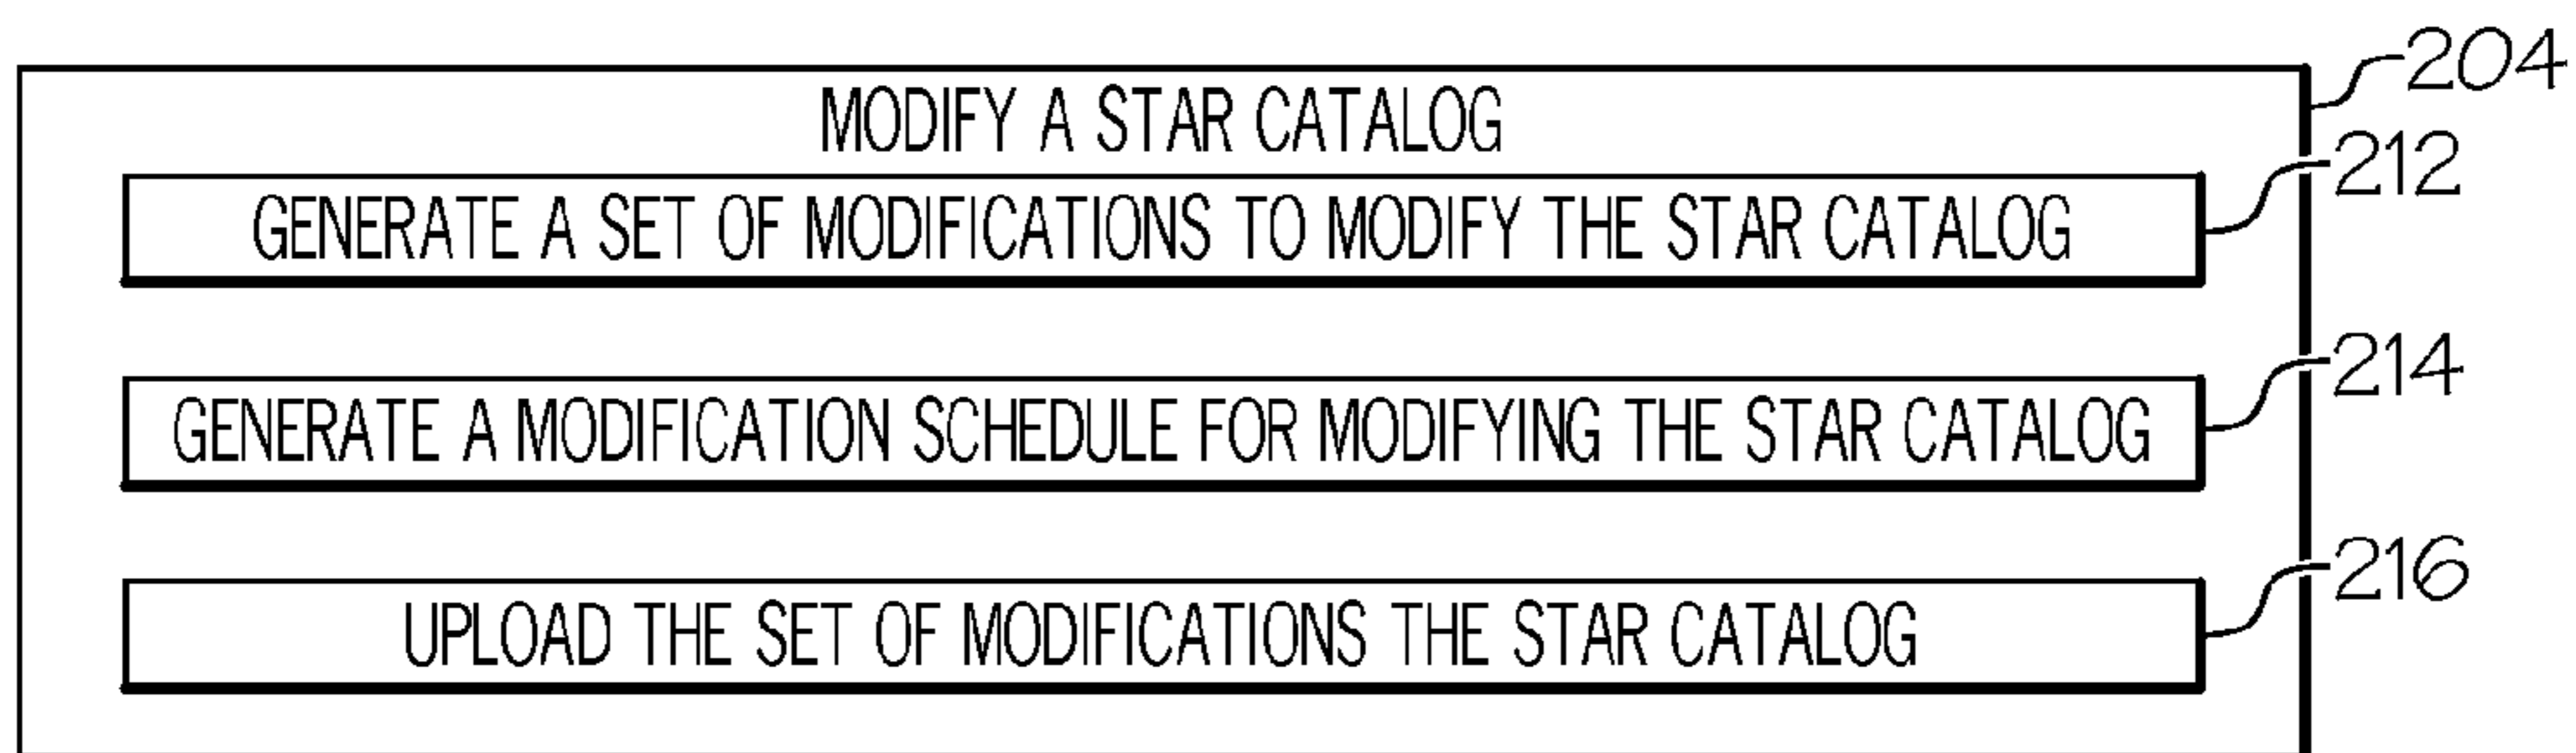 204
MODIFY A STAR CATALOG
212
GENERATE A SET OF MODIFICATIONS TO MODIFY THE STAR CATALOG
214
GENERATE A MODIFICATION SCHEDULE FOR MODIFYING THE STAR CATALOG
216
UPLOAD THE SET OF MODIFICATIONS THE STAR CATALOG